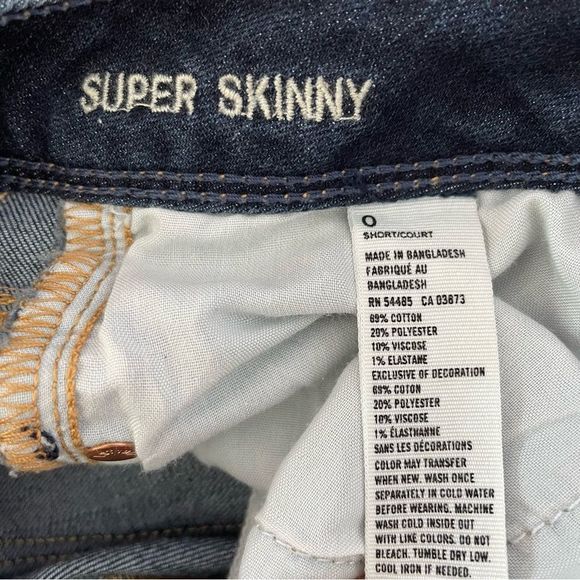 SUPER SKINNY
0
SHORT/COURT
MADE IN BANGLADESH
FABRIQUÉ AU
BANGLADESH
RN 54485 CA 03873
69% COTTON
20% POLYESTER
10% VISCOSE
1% ELASTANE
EXCLUSIVE OF DECORATION
69% COTON
20% POLYESTER
10% VISCOSE
1% ÉLASTHANNE
SANS LES DÉCORATIONS
COLOR MAY TRANSFER
WHEN NEW. WASH ONCE
SEPARATELY IN COLD WATER
BEFORE WEARING. MACHINE
WASH COLD INSIDE OUT
WITH LIKE COLORS. DO NOT
BLEACH. TUMBLE DRY LOW.
COOL IRON IF NEEDED.